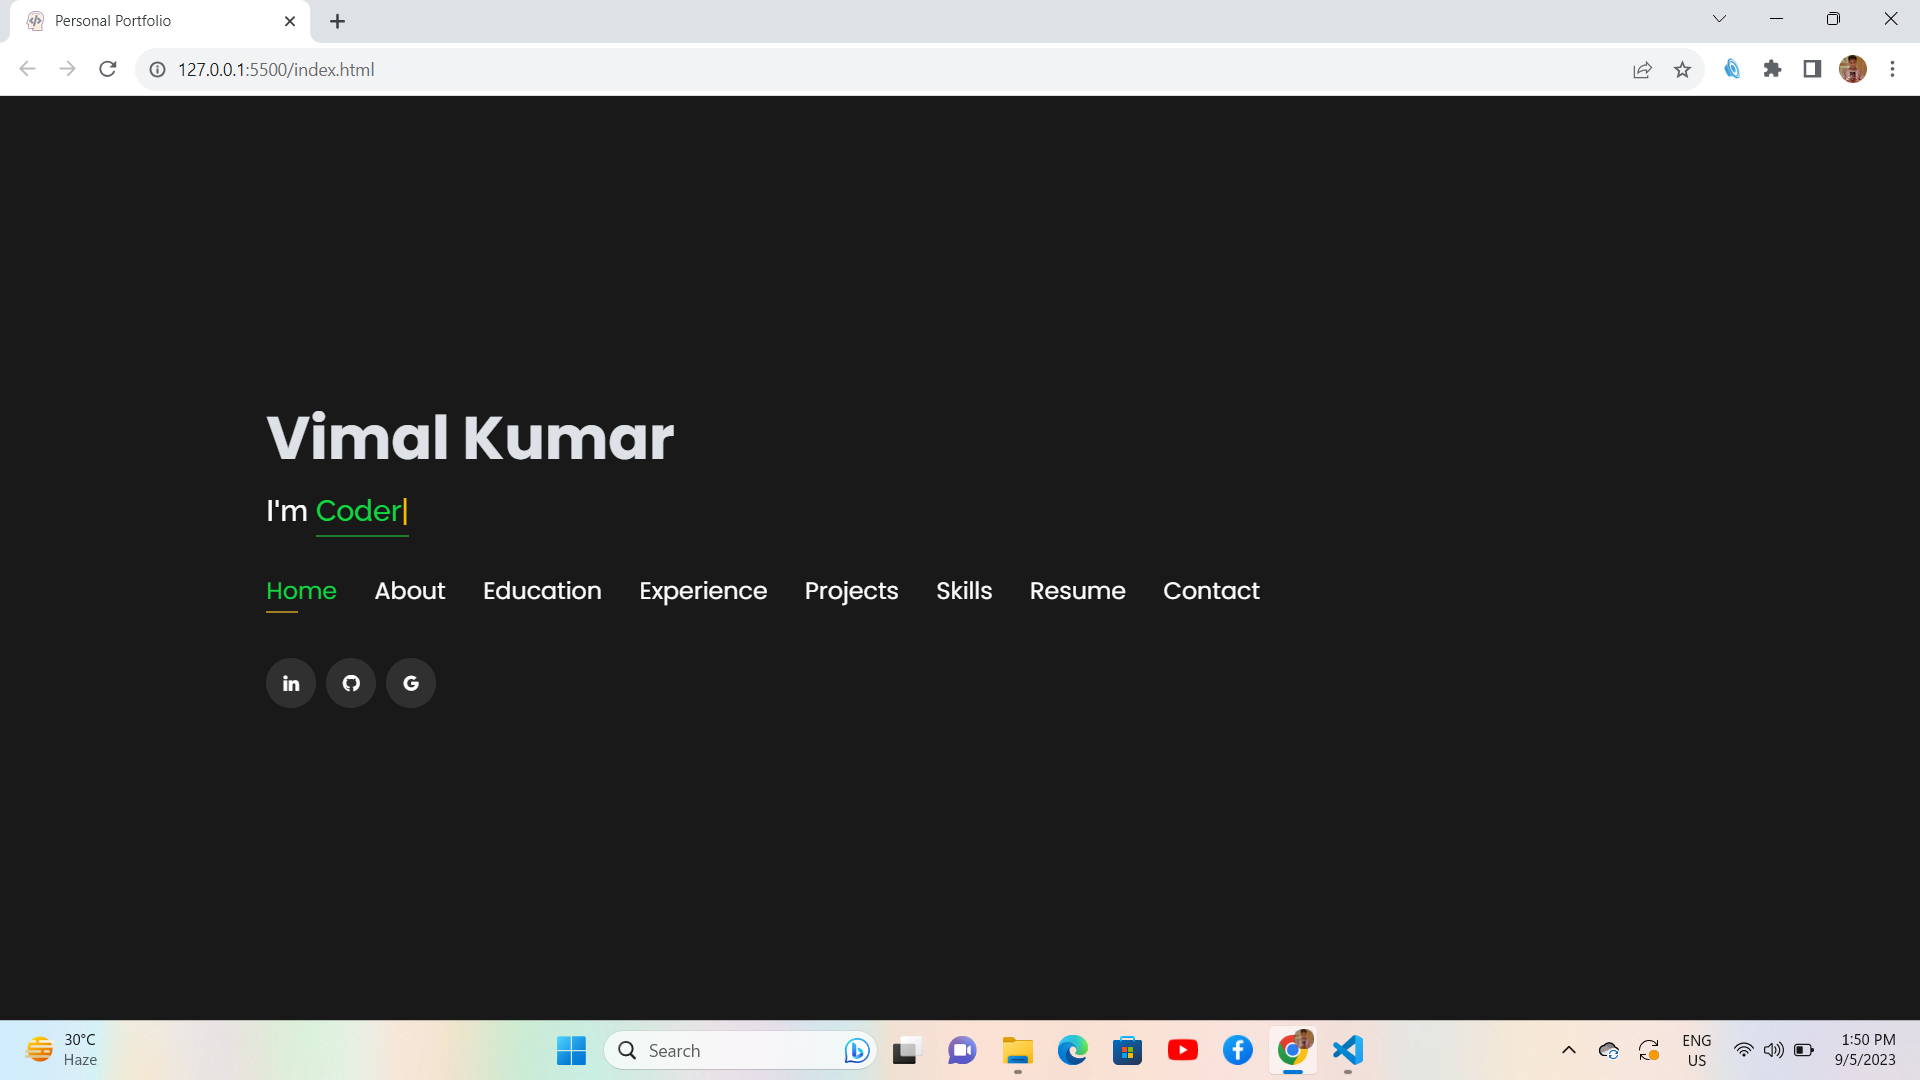 Personal Portfolio
127.0.0.1:5500/index.html
Vimal Kumar
I'm Coder|
Home About Education Experience Projects Skills Resume Contact
30°C
Haze
Search
ENG
US
1:50 PM
9/5/2023